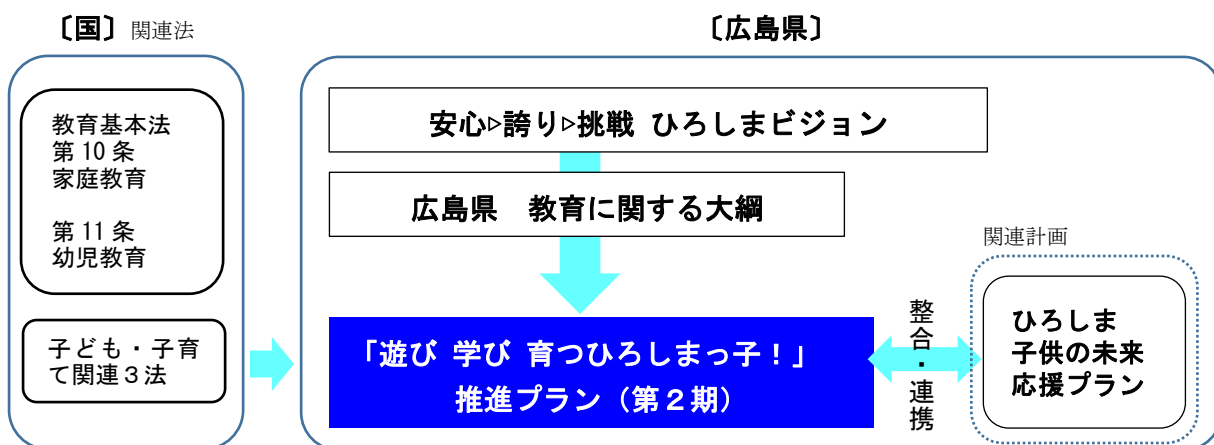 〔国〕 関連法
教育基本法
第10条
家庭教育
第11条
幼児教育
子ども・子育
て関連3法
〔広島県〕
安心▷誇り▷挑戦 ひろしまビジョン
広島県 教育に関する大綱
「遊び 学び 育つひろしまっ子!」
推進プラン(第2期)
整合・連携
関連計画
ひろしま
子供の未来
応援プラン